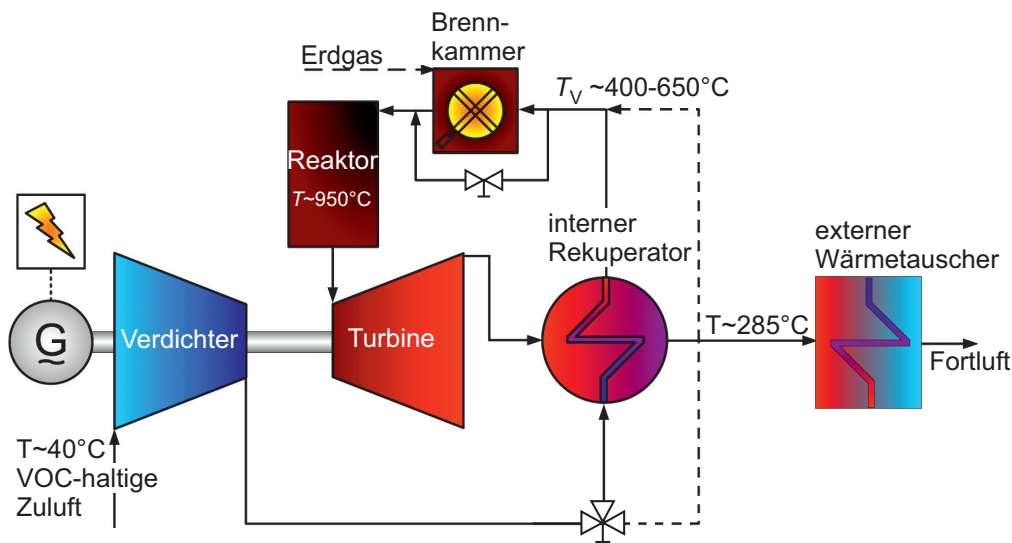 Brenn-
kammer
Erdgas
T_V ~400-650°C
Reaktor
T~950°C
interner
Rekuperator
externer
Wärmetauscher
G
Verdichter
Turbine
T~285°C
Fortluft
T~40°C
VOC-haltige
Zuluft